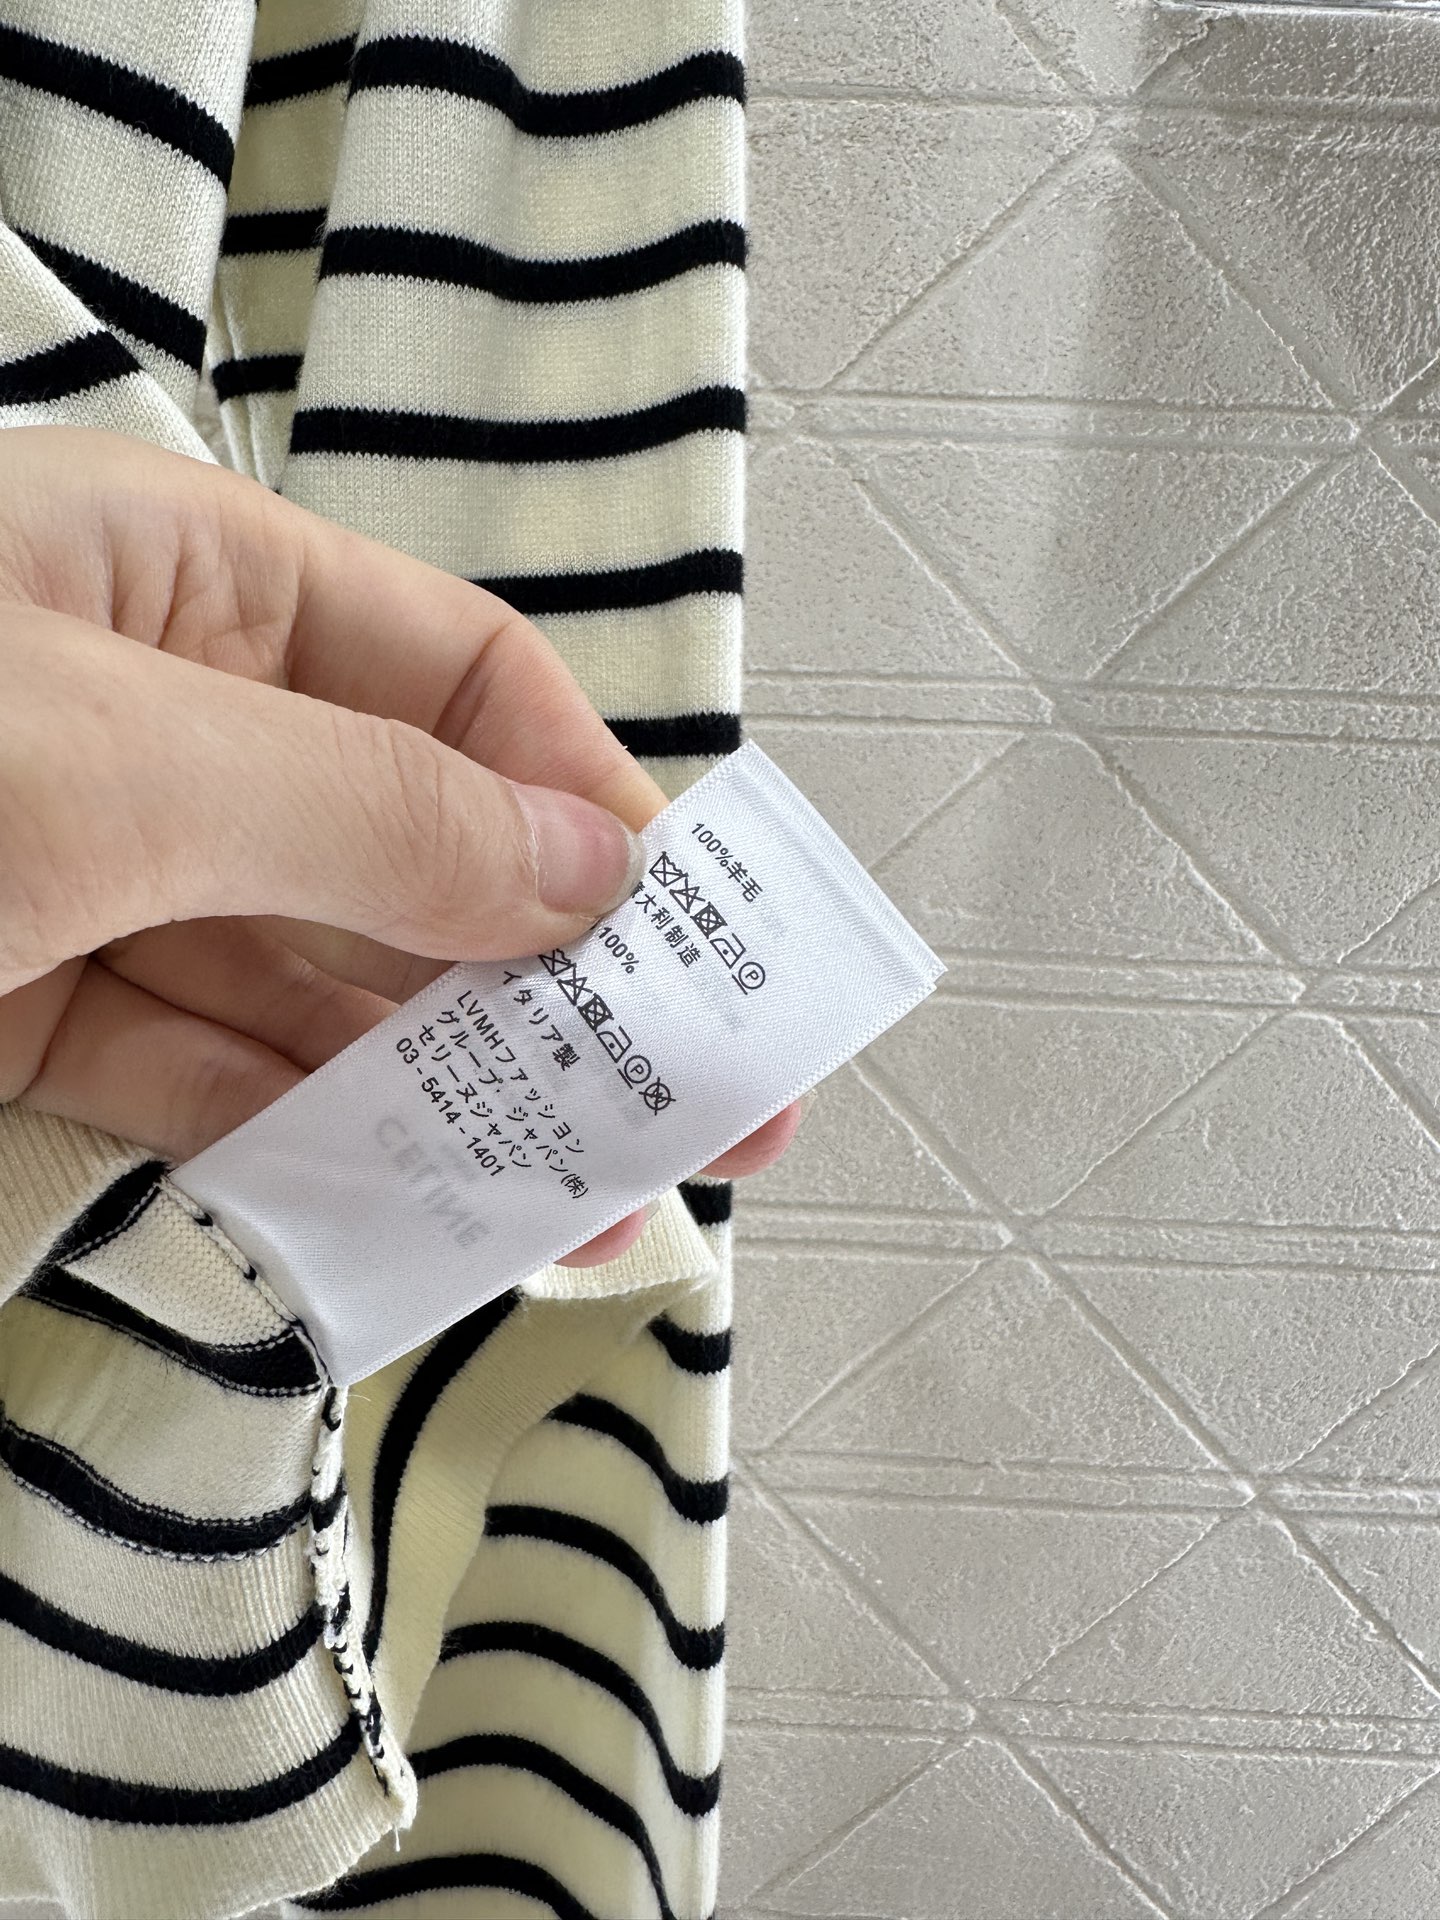 100%羊毛
大利制造
100%
イタリア製
LVMHファッション
グループ・ジャパン(株)
セリーヌジャパン
03-5414-1401
CELINE